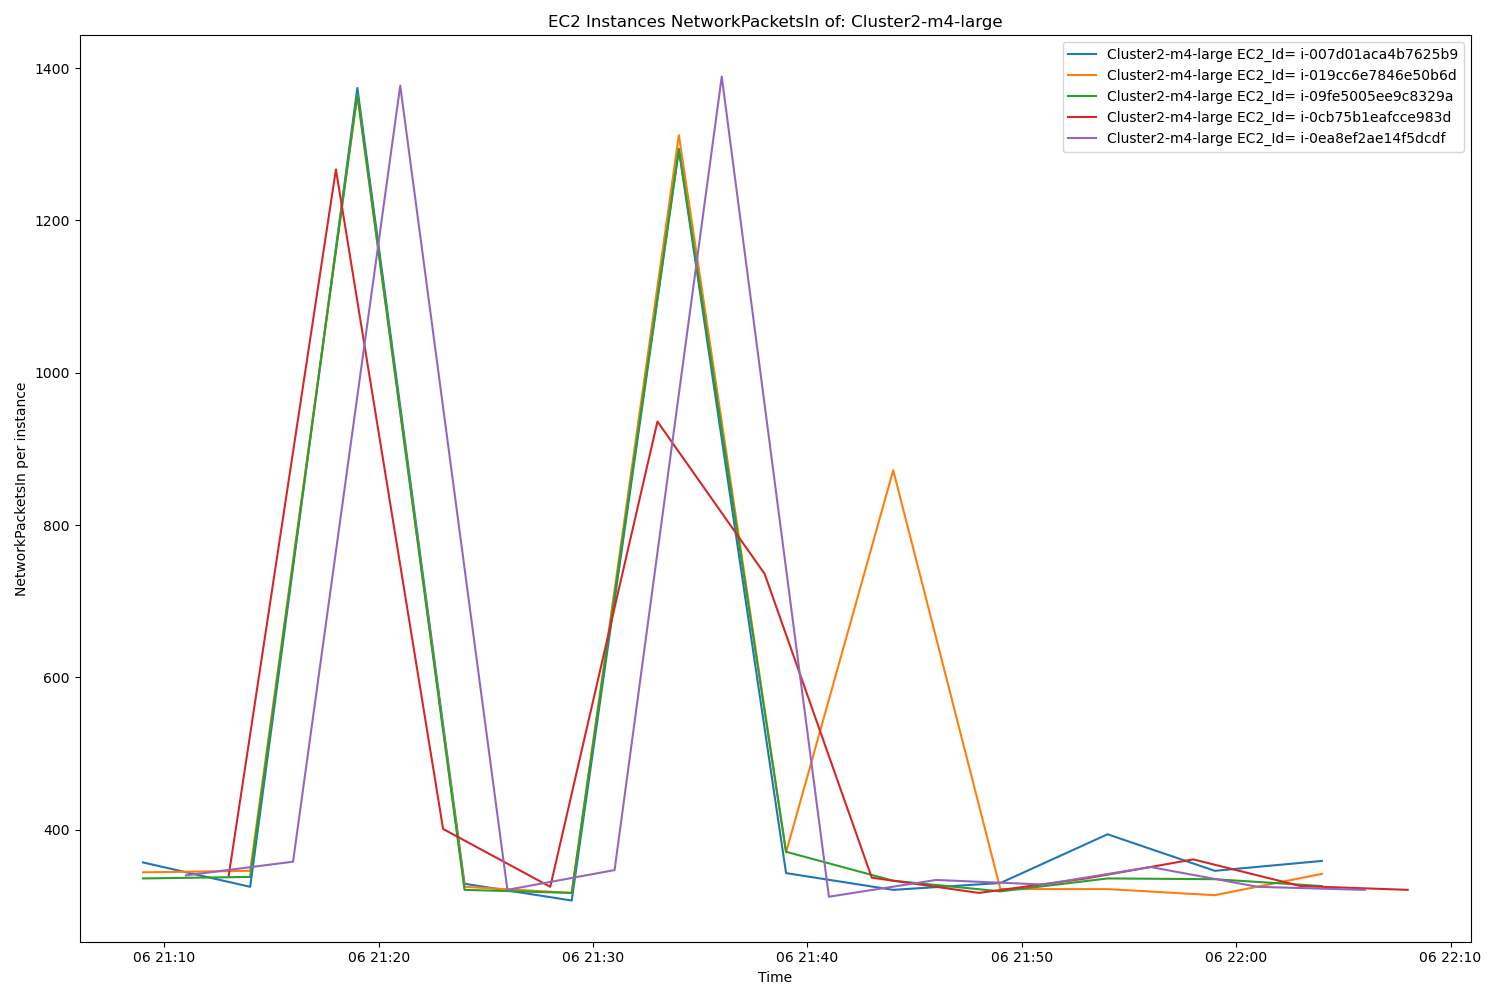 EC2 Instances NetworkPacketsIn of: Cluster2-m4-large
Cluster2-m4-large EC2_Id= i-007d01aca4b7625b9
Cluster2-m4-large EC2_Id= i-019cc6e7846e50b6d
Cluster2-m4-large EC2_Id= i-09fe5005ee9c8329a
Cluster2-m4-large EC2_Id= i-0cb75b1eafcce983d
Cluster2-m4-large EC2_Id= i-0ea8ef2ae14f5dcdf
NetworkPacketsIn per instance
1400
1200
1000
800
600
400
06 21:10
06 21:20
06 21:30
06 21:40
06 21:50
06 22:00
06 22:10
Time